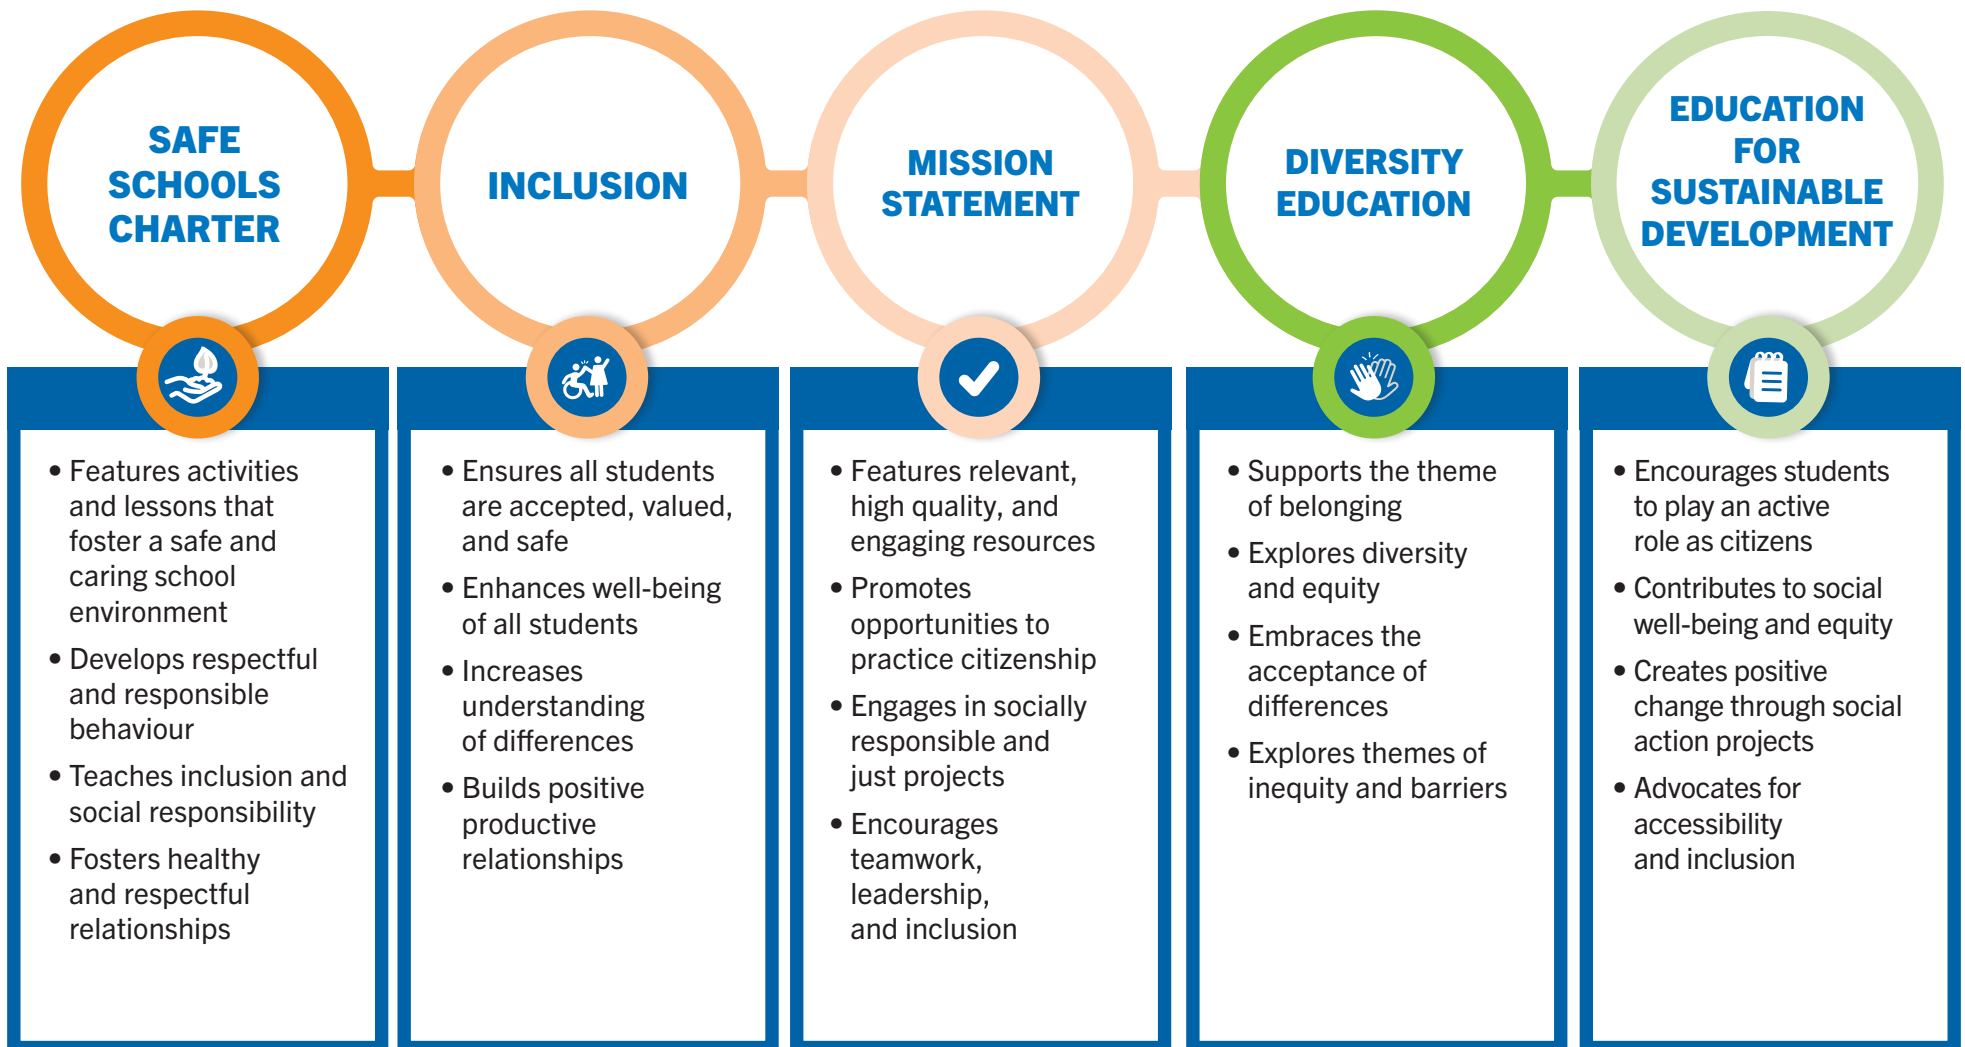 SAFE
SCHOOLS
CHARTER
• Features activities
and lessons that
foster a safe and
caring school
environment
• Develops respectful
and responsible
behaviour
• Teaches inclusion and
social responsibility
• Fosters healthy
and respectful
relationships
INCLUSION
• Ensures all students
are accepted, valued,
and safe
• Enhances well-being
of all students
• Increases
understanding
of differences
• Builds positive
productive
relationships
MISSION
STATEMENT
• Features relevant,
high quality, and
engaging resources
• Promotes
opportunities to
practice citizenship
• Engages in socially
responsible and
just projects
• Encourages
teamwork,
leadership,
and inclusion
DIVERSITY
EDUCATION
• Supports the theme
of belonging
• Explores diversity
and equity
• Embraces the
acceptance of
differences
• Explores themes of
inequity and barriers
EDUCATION
FOR
SUSTAINABLE
DEVELOPMENT
• Encourages students
to play an active
role as citizens
• Contributes to social
well-being and equity
• Creates positive
change through social
action projects
• Advocates for
accessibility
and inclusion